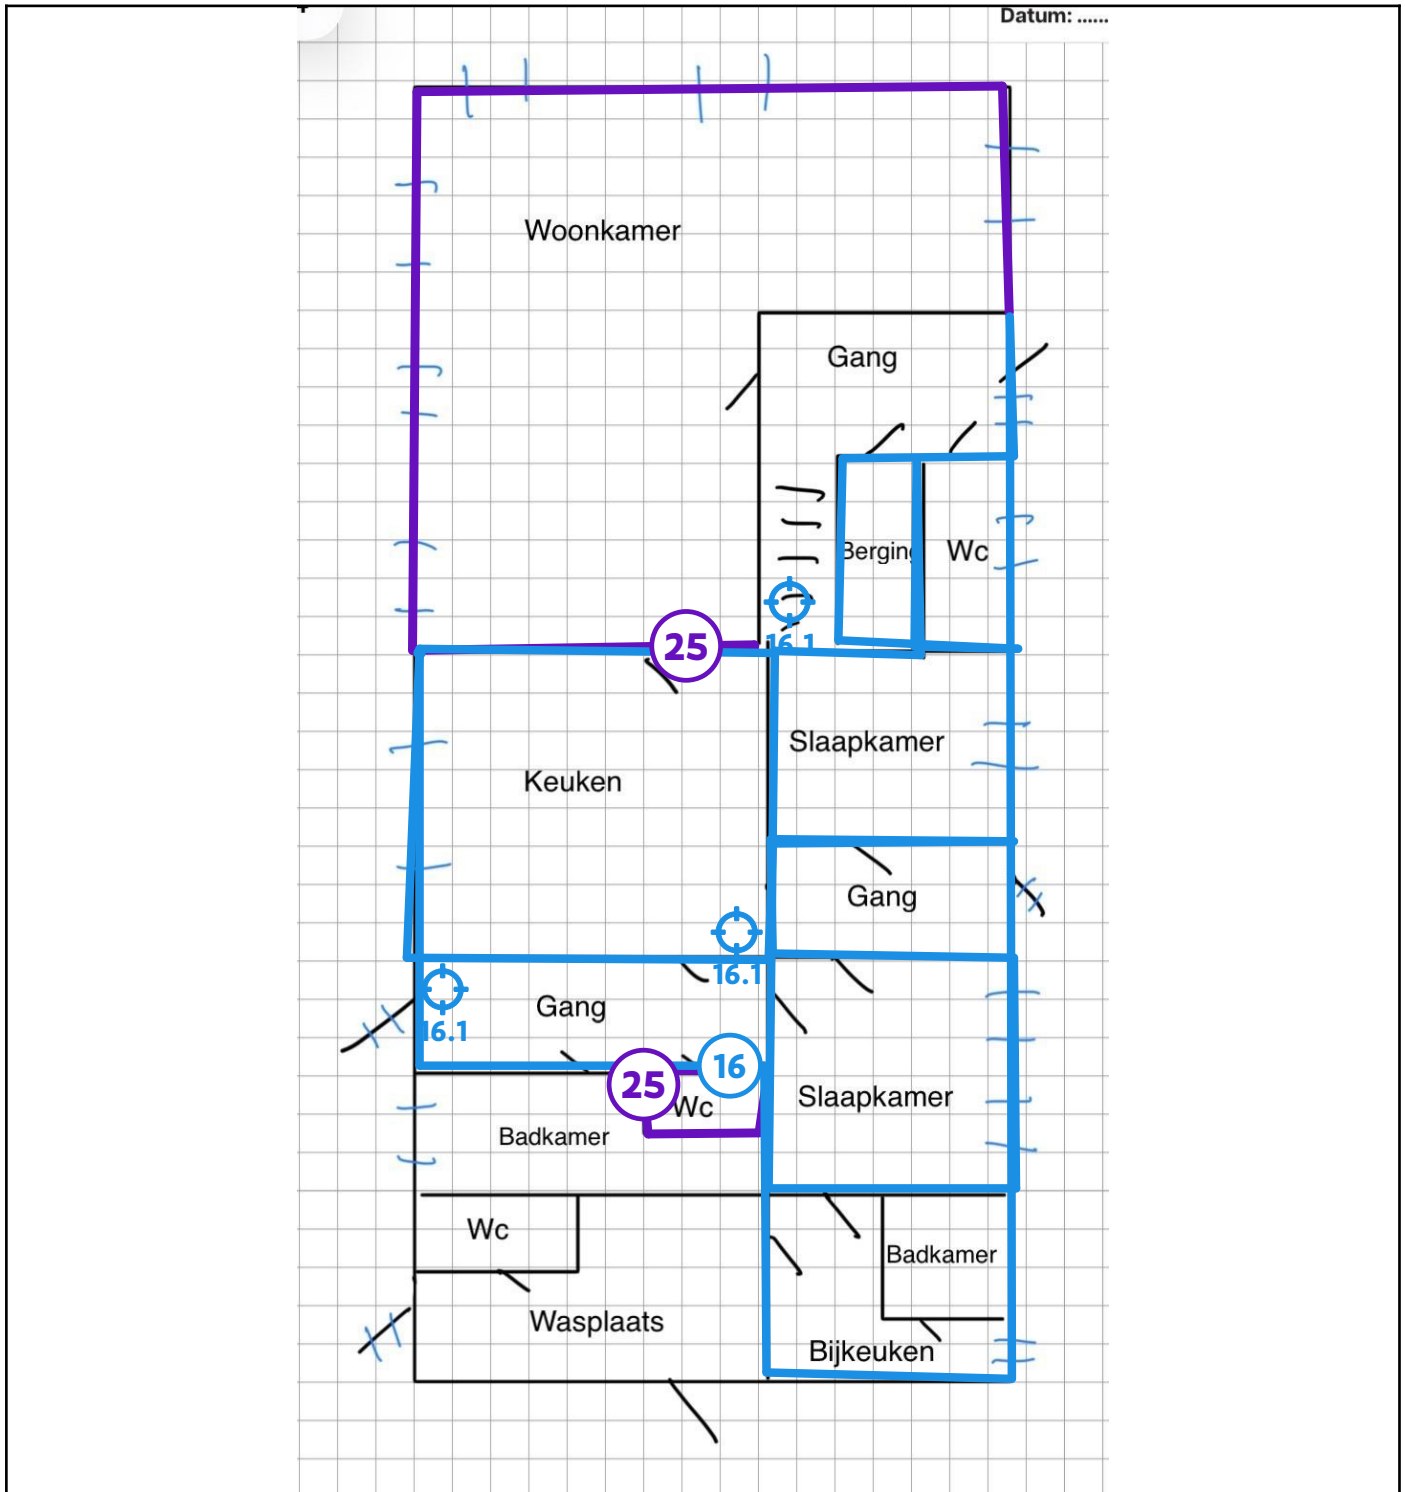 Datum: ......
Woonkamer
Gang
Berging
Wc
16.1
25
Slaapkamer
Keuken
Gang
16.1
Gang
16.1
16
25
Wc
Slaapkamer
Badkamer
Wc
Badkamer
Wasplaats
Bijkeuken